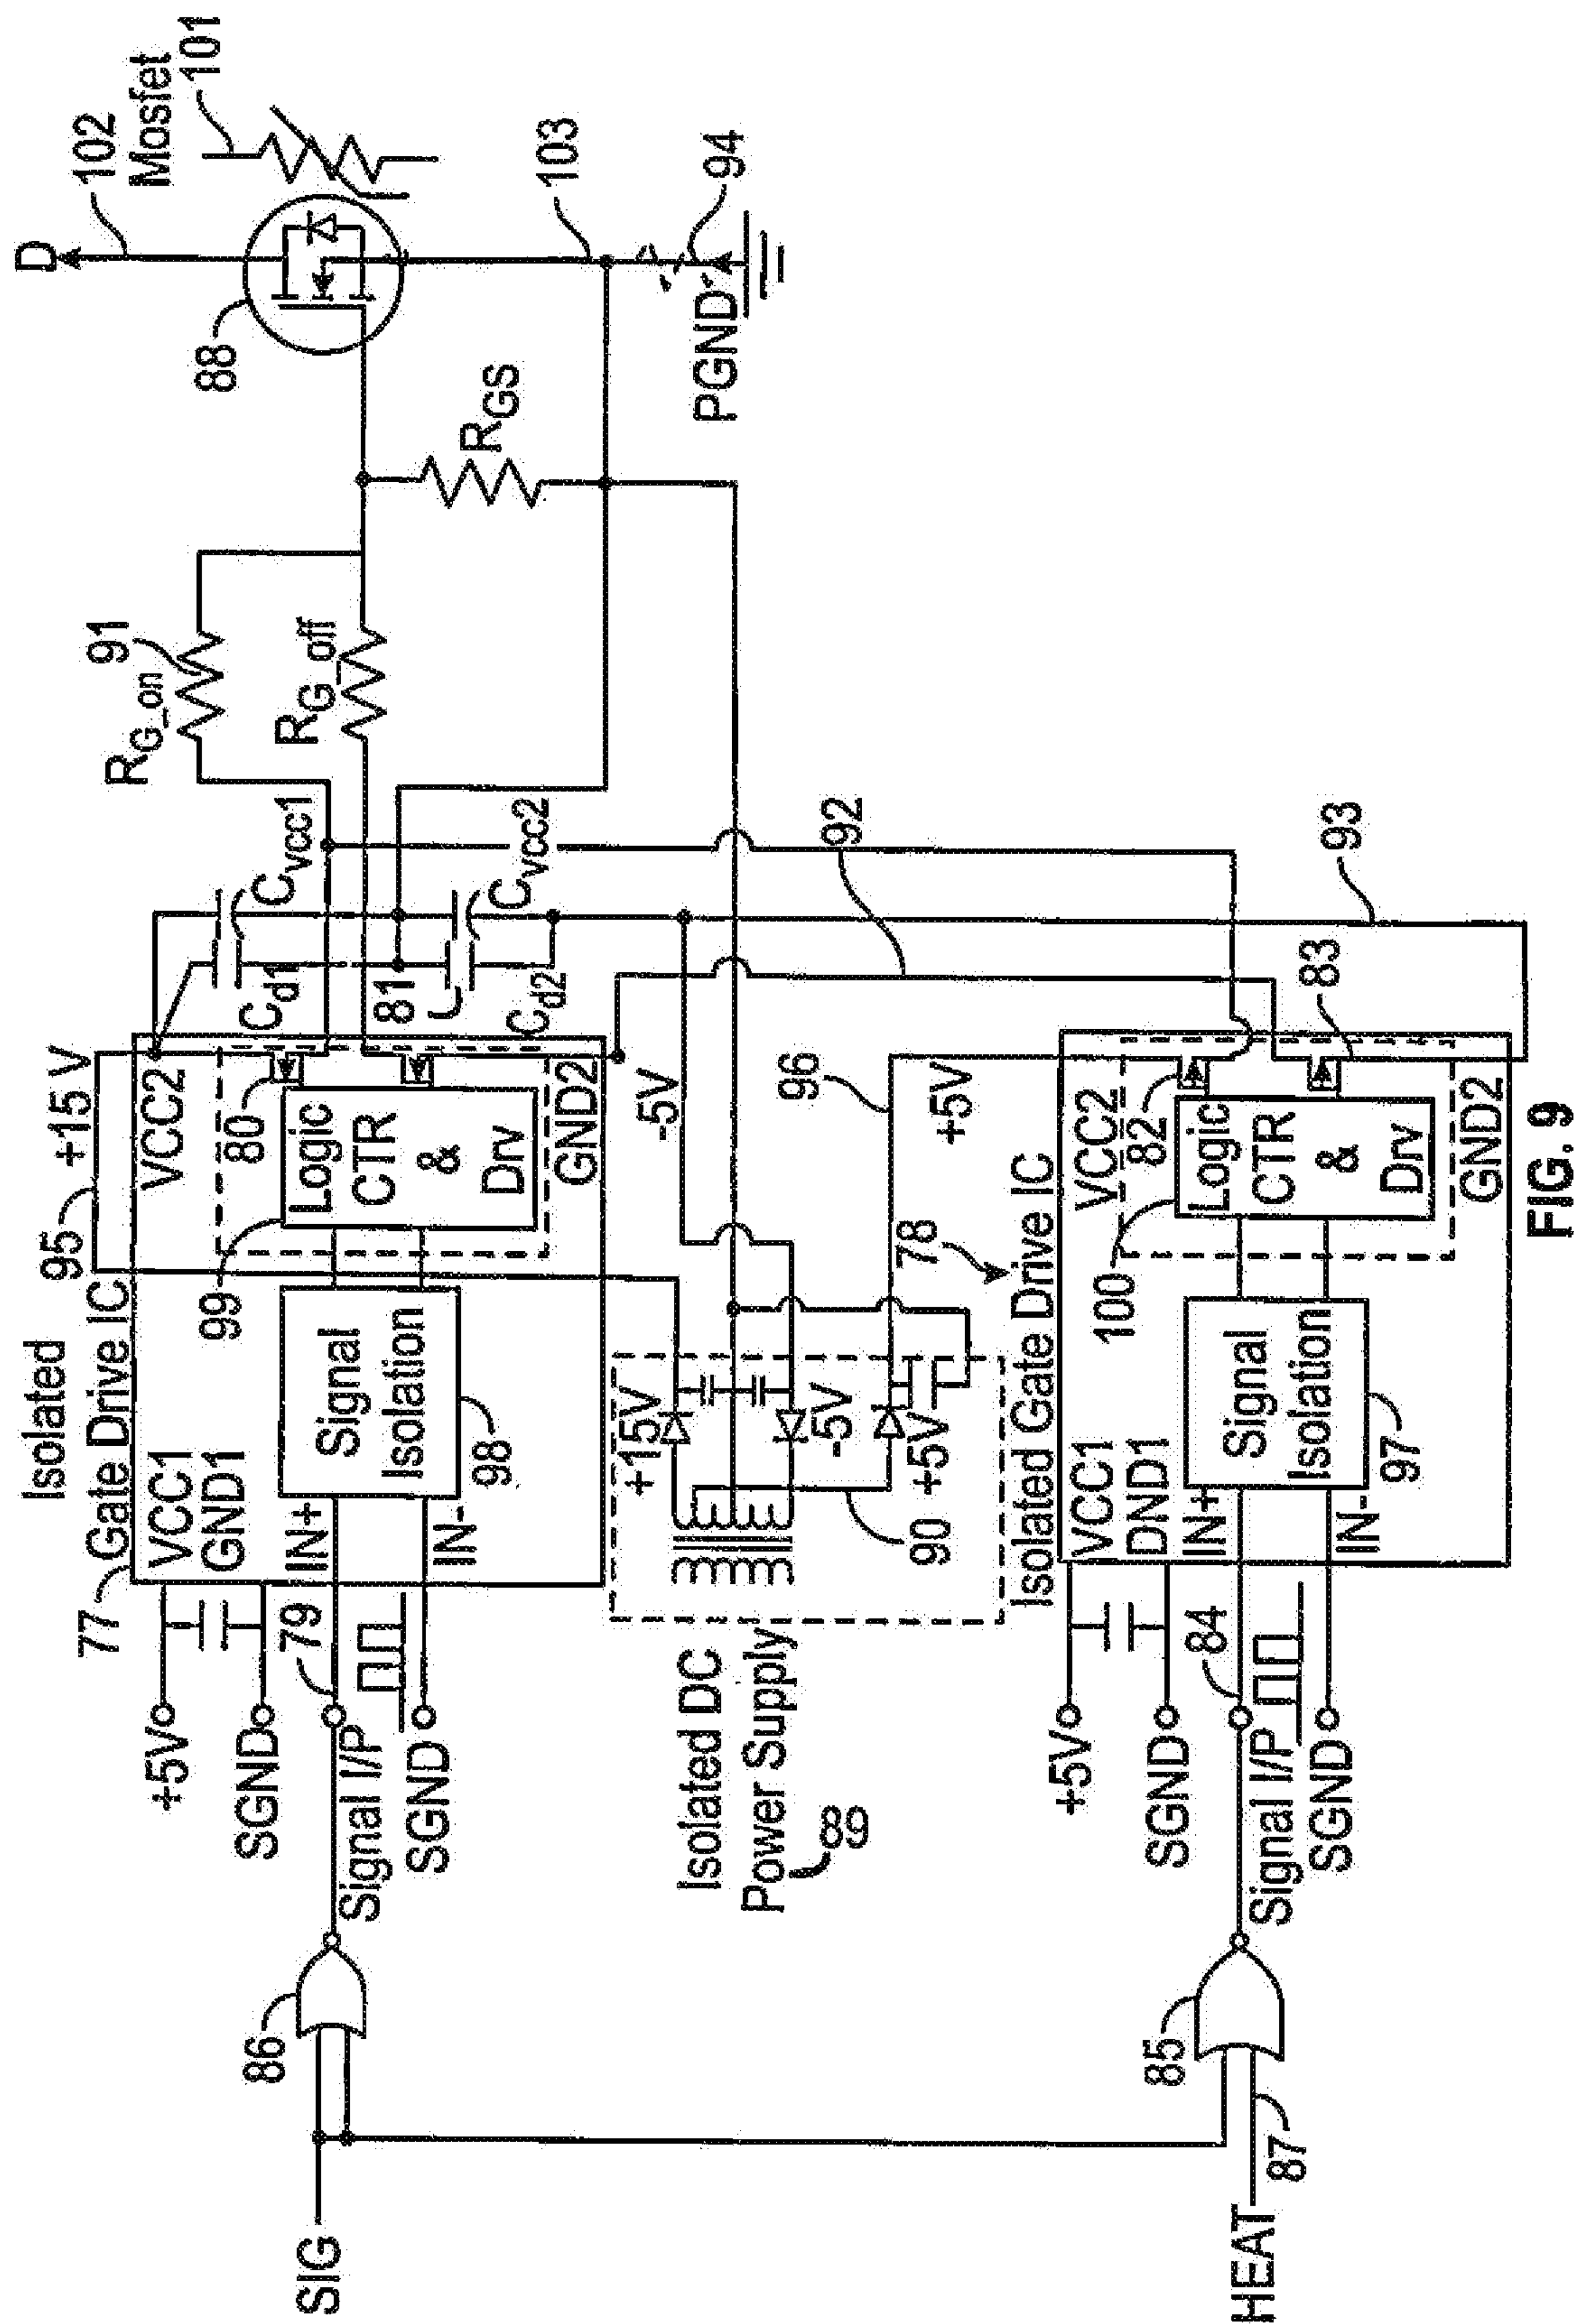 D
102
Mosfet
101
88
103
94
PGND
RGS
91
RG_on
RG_off
Cvcc1
Cvcc2
Cd1
81
Cd2
92
93
+15 V
95
VCC2
80
Logic
CTR
&
Drv
GND2
99
Isolated
Gate Drive IC
77
Signal
Isolation
98
VCC1
GND1
IN+
IN-
+5V
SGND
79
Signal I/P
SGND
86
SIG
-5V
96
+5V
+15V
-5V
+5V
90
Isolated DC
Power Supply
89
78
Isolated Gate Drive IC
VCC2
82
83
Logic
CTR
&
Drv
GND2
100
Signal
Isolation
97
VCC1
DND1
IN+
IN-
+5V
SGND
84
Signal I/P
SGND
85
87
HEAT
FIG. 9